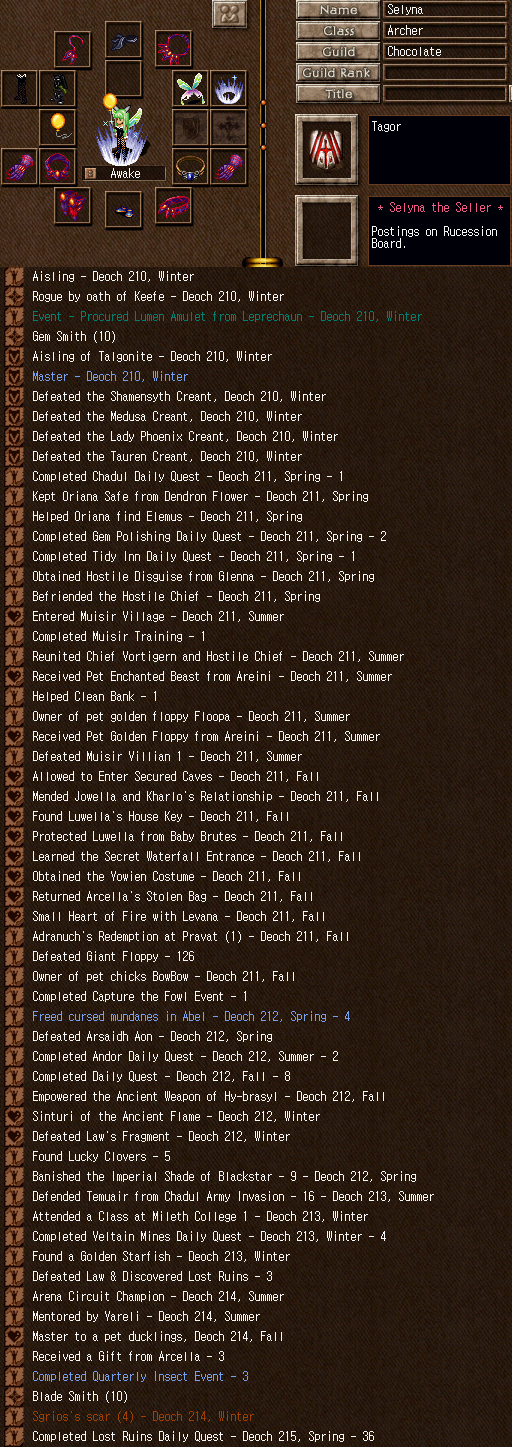 Name Selyna
Class Archer
Guild Chocolate
Guild Rank
Title
Tagor
Awake
* Selyna the Seller *
Postings on Rucession
Board.
Aisling - Deoch 210, Winter
Rogue by oath of Keefe - Deoch 210, Winter
Event - Procured Lumen Amulet from Leprechaun - Deoch 210, Winter
Gem Smith (10)
Aisling of Talgonite - Deoch 210, Winter
Master - Deoch 210, Winter
Defeated the Shamensyth Creant, Deoch 210, Winter
Defeated the Medusa Creant, Deoch 210, Winter
Defeated the Lady Phoenix Creant, Deoch 210, Winter
Defeated the Tauren Creant, Deoch 210, Winter
Completed Chadul Daily Quest - Deoch 211, Spring - 1
Kept Oriana Safe from Dendron Flower - Deoch 211, Spring
Helped Oriana find Elemus - Deoch 211, Spring
Completed Gem Polishing Daily Quest - Deoch 211, Spring - 2
Completed Tidy Inn Daily Quest - Deoch 211, Spring - 1
Obtained Hostile Disguise from Glenna - Deoch 211, Spring
Befriended the Hostile Chief - Deoch 211, Spring
Entered Muisir Village - Deoch 211, Summer
Completed Muisir Training - 1
Reunited Chief Vortigern and Hostile Chief - Deoch 211, Summer
Received Pet Enchanted Beast from Areini - Deoch 211, Summer
Helped Clean Bank - 1
Owner of pet golden floppy Floopa - Deoch 211, Summer
Received Pet Golden Floppy from Areini - Deoch 211, Summer
Defeated Muisir Villian 1 - Deoch 211, Summer
Allowed to Enter Secured Caves - Deoch 211, Fall
Mended Jowella and Kharlo's Relationship - Deoch 211, Fall
Found Luwella's House Key - Deoch 211, Fall
Protected Luwella from Baby Brutes - Deoch 211, Fall
Learned the Secret Waterfall Entrance - Deoch 211, Fall
Obtained the Yowien Costume - Deoch 211, Fall
Returned Arcella's Stolen Bag - Deoch 211, Fall
Small Heart of Fire with Levana - Deoch 211, Fall
Adranuch's Redemption at Pravat (1) - Deoch 211, Fall
Defeated Giant Floppy - 126
Owner of pet chicks BowBow - Deoch 211, Fall
Completed Capture the Fowl Event - 1
Freed cursed mundanes in Abel - Deoch 212, Spring - 4
Defeated Arsaidh Aon - Deoch 212, Spring
Completed Andor Daily Quest - Deoch 212, Summer - 2
Completed Daily Quest - Deoch 212, Fall - 8
Empowered the Ancient Weapon of Hy-brasyl - Deoch 212, Fall
Sinturi of the Ancient Flame - Deoch 212, Winter
Defeated Law's Fragment - Deoch 212, Winter
Found Lucky Clovers - 5
Banished the Imperial Shade of Blackstar - 9 - Deoch 212, Spring
Defended Temuair from Chadul Army Invasion - 16 - Deoch 213, Summer
Attended a Class at Mileth College 1 - Deoch 213, Winter
Completed Veltain Mines Daily Quest - Deoch 213, Winter - 4
Found a Golden Starfish - Deoch 213, Winter
Defeated Law & Discovered Lost Ruins - 3
Arena Circuit Champion - Deoch 214, Summer
Mentored by Yareli - Deoch 214, Summer
Master to a pet ducklings, Deoch 214, Fall
Received a Gift from Arcella - 3
Completed Quarterly Insect Event - 3
Blade Smith (10)
Sgrios's scar (4) - Deoch 214, Winter
Completed Lost Ruins Daily Quest - Deoch 215, Spring - 36